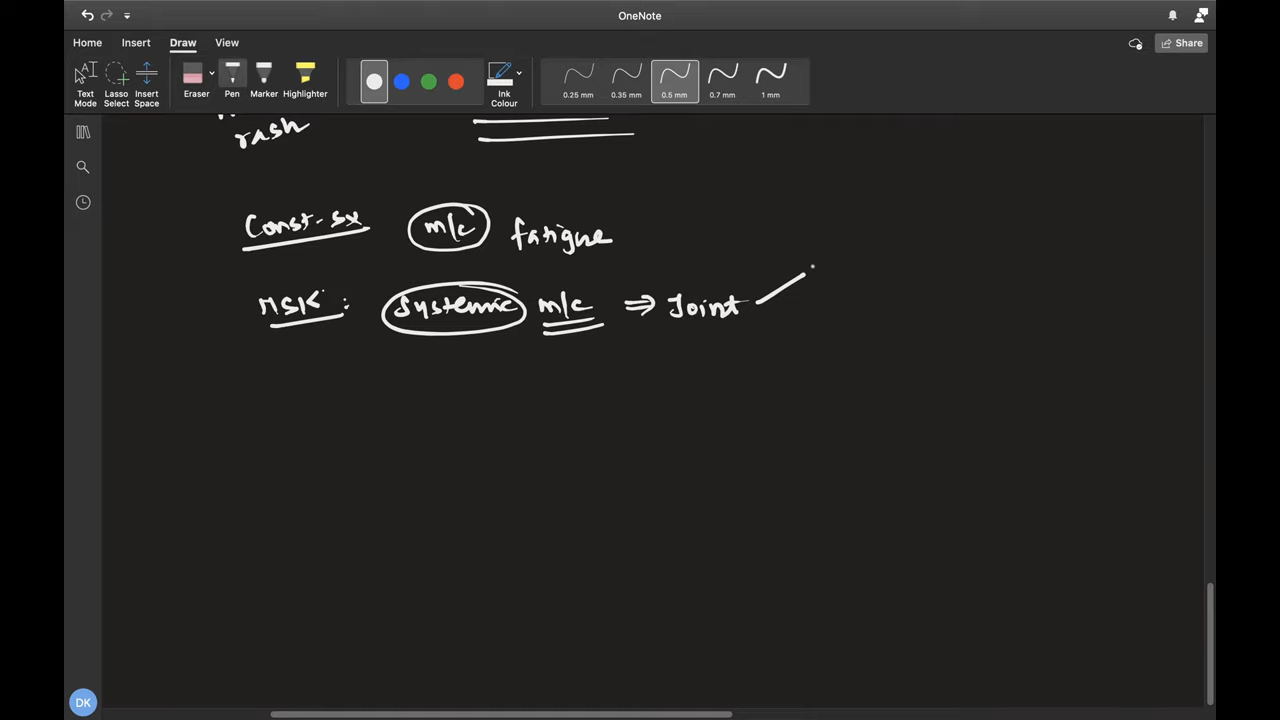 OneNote
Home Insert Draw View Share
Text Mode Lasso Select Insert Space Eraser Pen Marker Highlighter Ink Colour 0.25 mm 0.35 mm 0.5 mm 0.7 mm 1 mm
rash
Const. sx m/c fatigue
MSK : Systemic m/c ⇒ Joint
DK